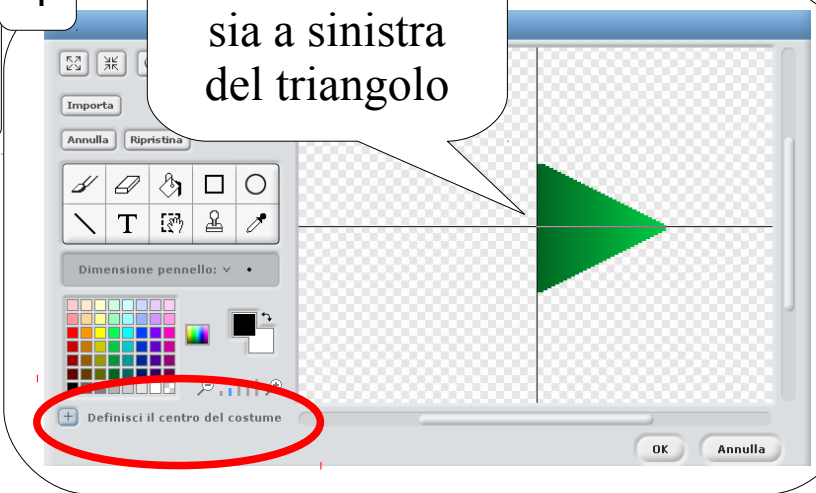 sia a sinistra
del triangolo
Importa
Annulla Ripristina
T
Dimensione pennello:
Definisci il centro del costume
OK Annulla